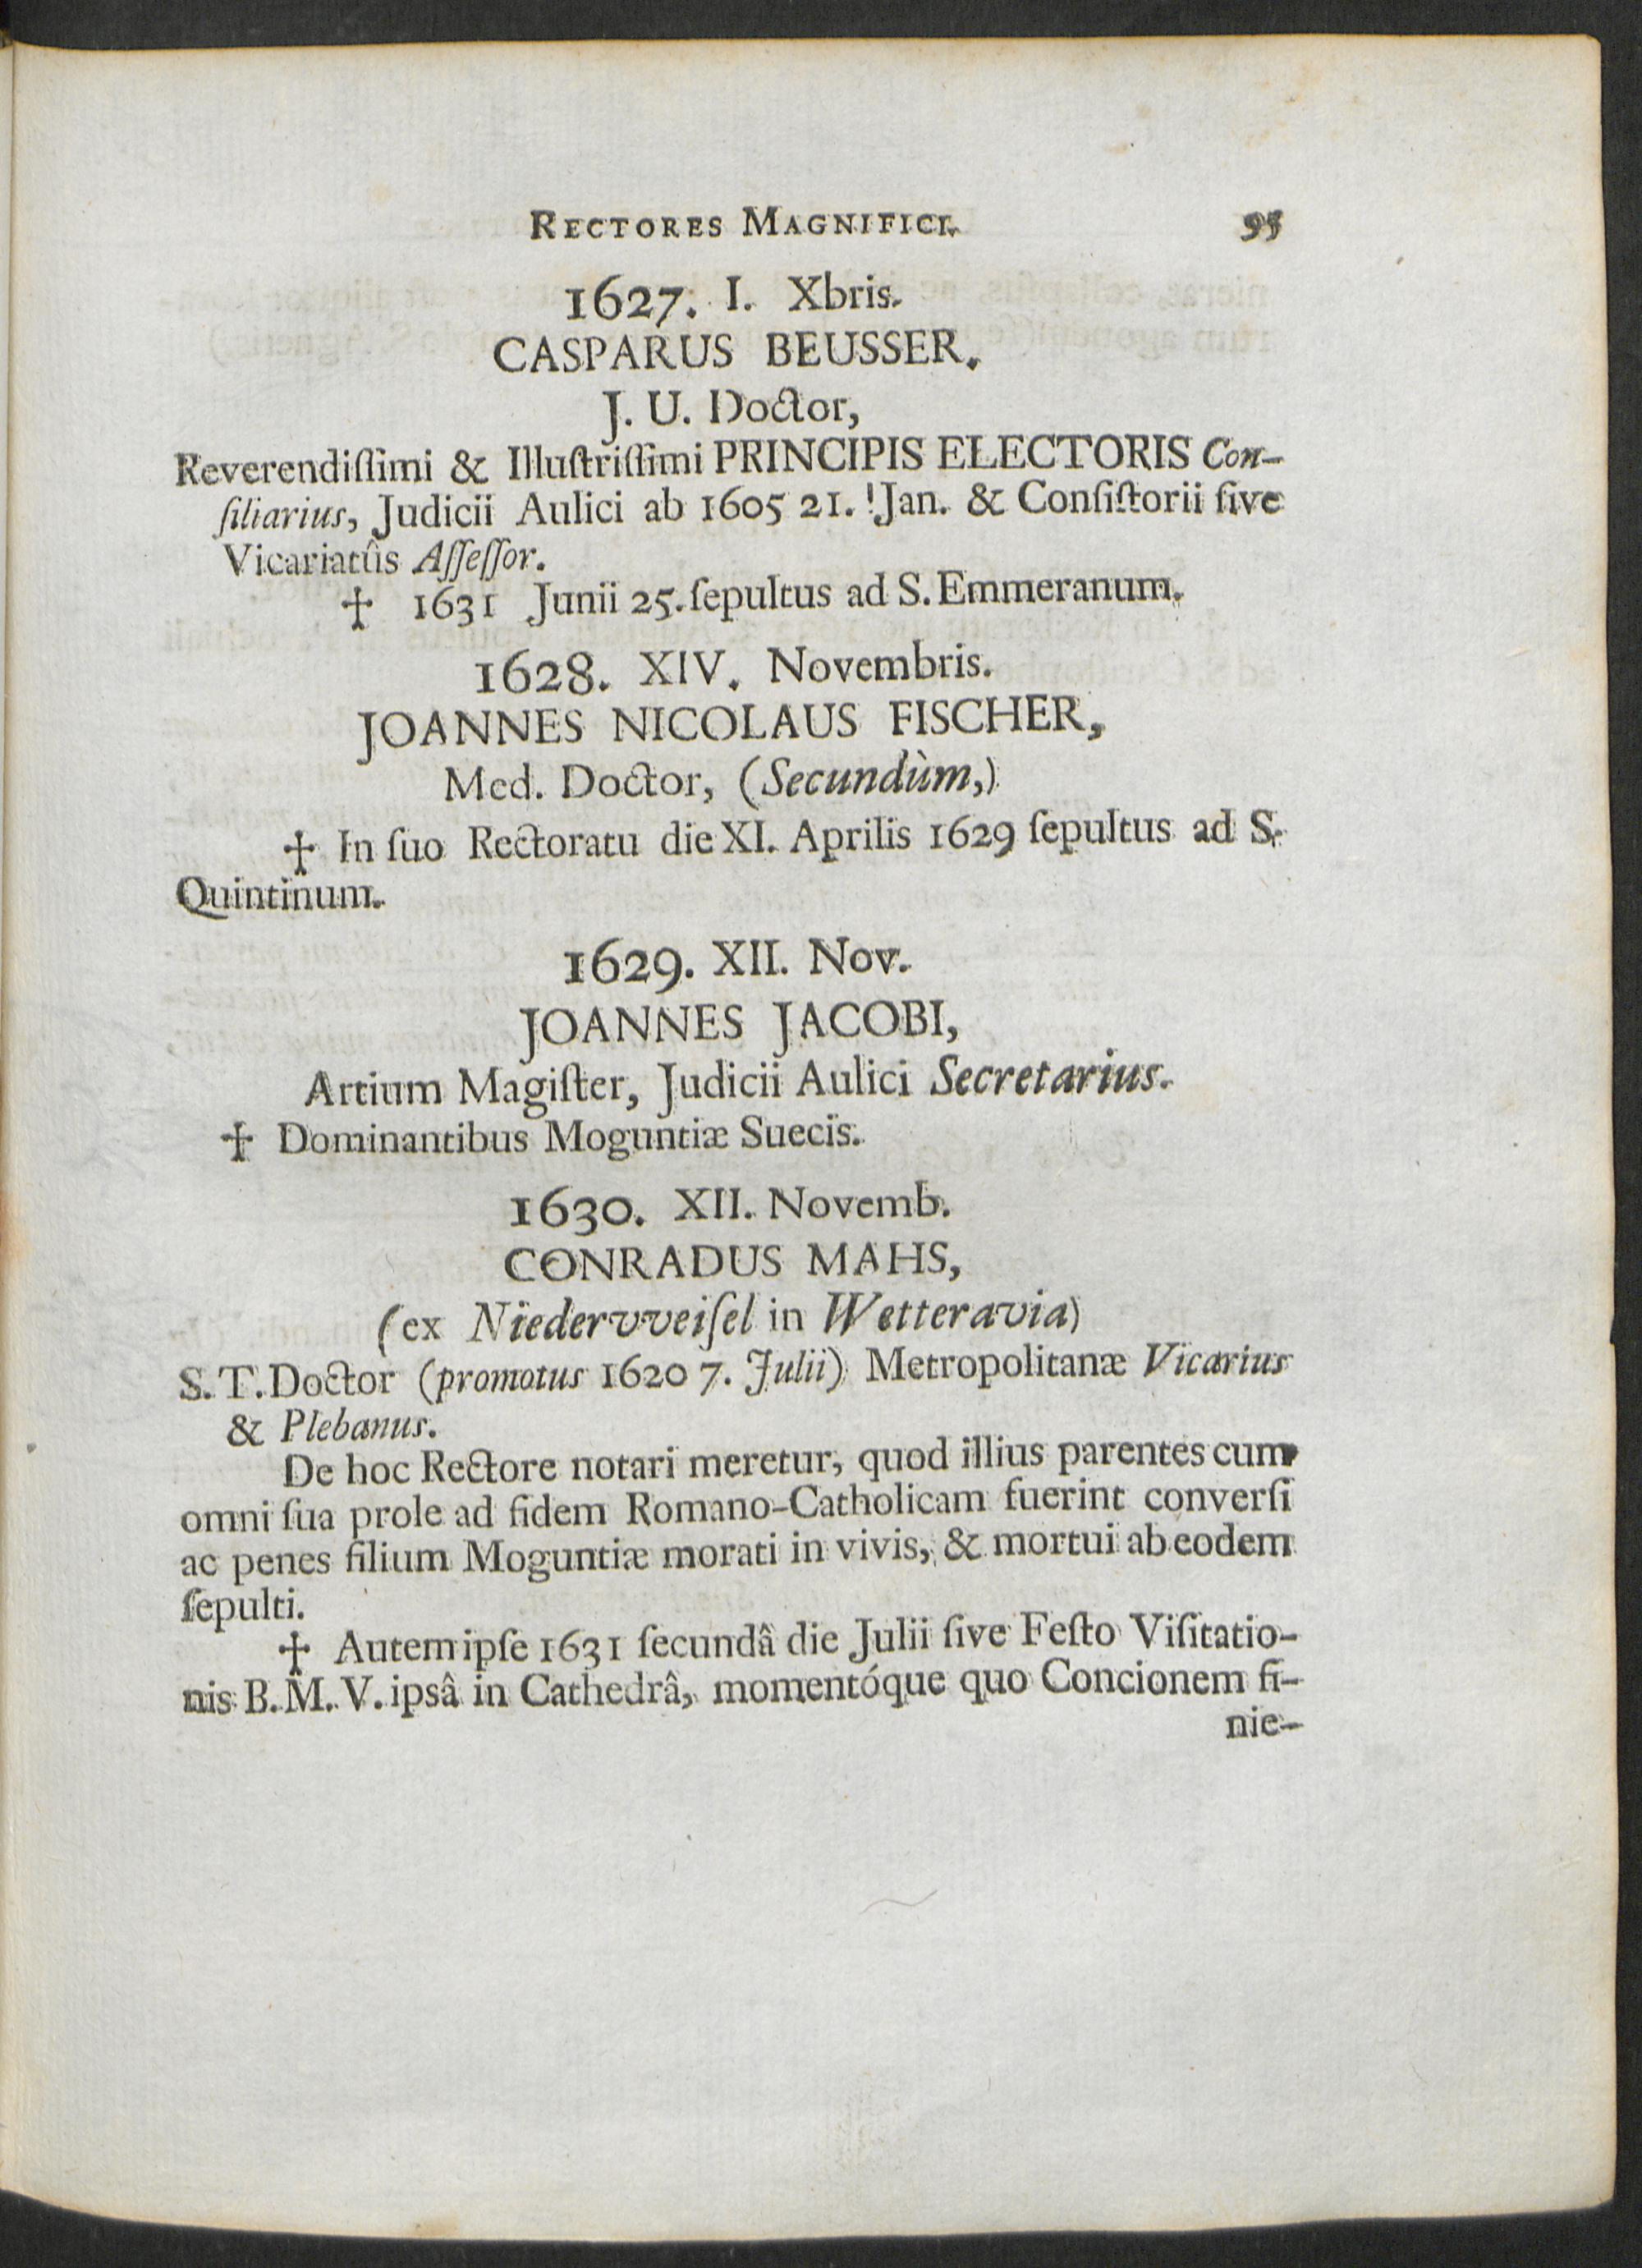 RECTORES MAGNIFICI.
1627. I. Xbris.
CASPARUS BEUSSER.
J. U. Doctor,
Reverendiſſimi & Illuſtriſſimi PRINCIPIS ELECTORIS Con-
ſiliarius, Judicii Aulici ab 1605 21. !Jan. & Conſiſtorii ſive
Vicariatûs Aſſeſſor.
✝ 1631 Junii 25. ſepultus ad S. Emmeranum.
1628. XIV. Novembris.
JOANNES NICOLAUS FISCHER,
Med. Doctor, (Secundùm,)
✝ In ſuo Rectoratu die XI. Aprilis 1629 ſepultus ad S.
Quintinum.
1629. XII. Nov.
JOANNES JACOBI,
Artium Magiſter, Judicii Aulici Secretarius.
✝ Dominantibus Moguntiæ Suecis.
1630. XII. Novemb.
CONRADUS MAHS,
(ex Niedervveiſel in Wetteravia)
S. T. Doctor (promotus 1620 7. Julii) Metropolitanæ Vicarius
& Plebanus.
De hoc Rectore notari meretur, quod illius parentes cum
omni ſua prole ad fidem Romano-Catholicam fuerint converſi
ac penes filium Moguntiæ morati in vivis, & mortui ab eodem
ſepulti.
✝ Autem ipſe 1631 ſecundâ die Julii ſive Feſto Viſitatio-
nis B. M. V. ipsâ in Cathedrâ, momentóque quo Concionem fi-
nie-